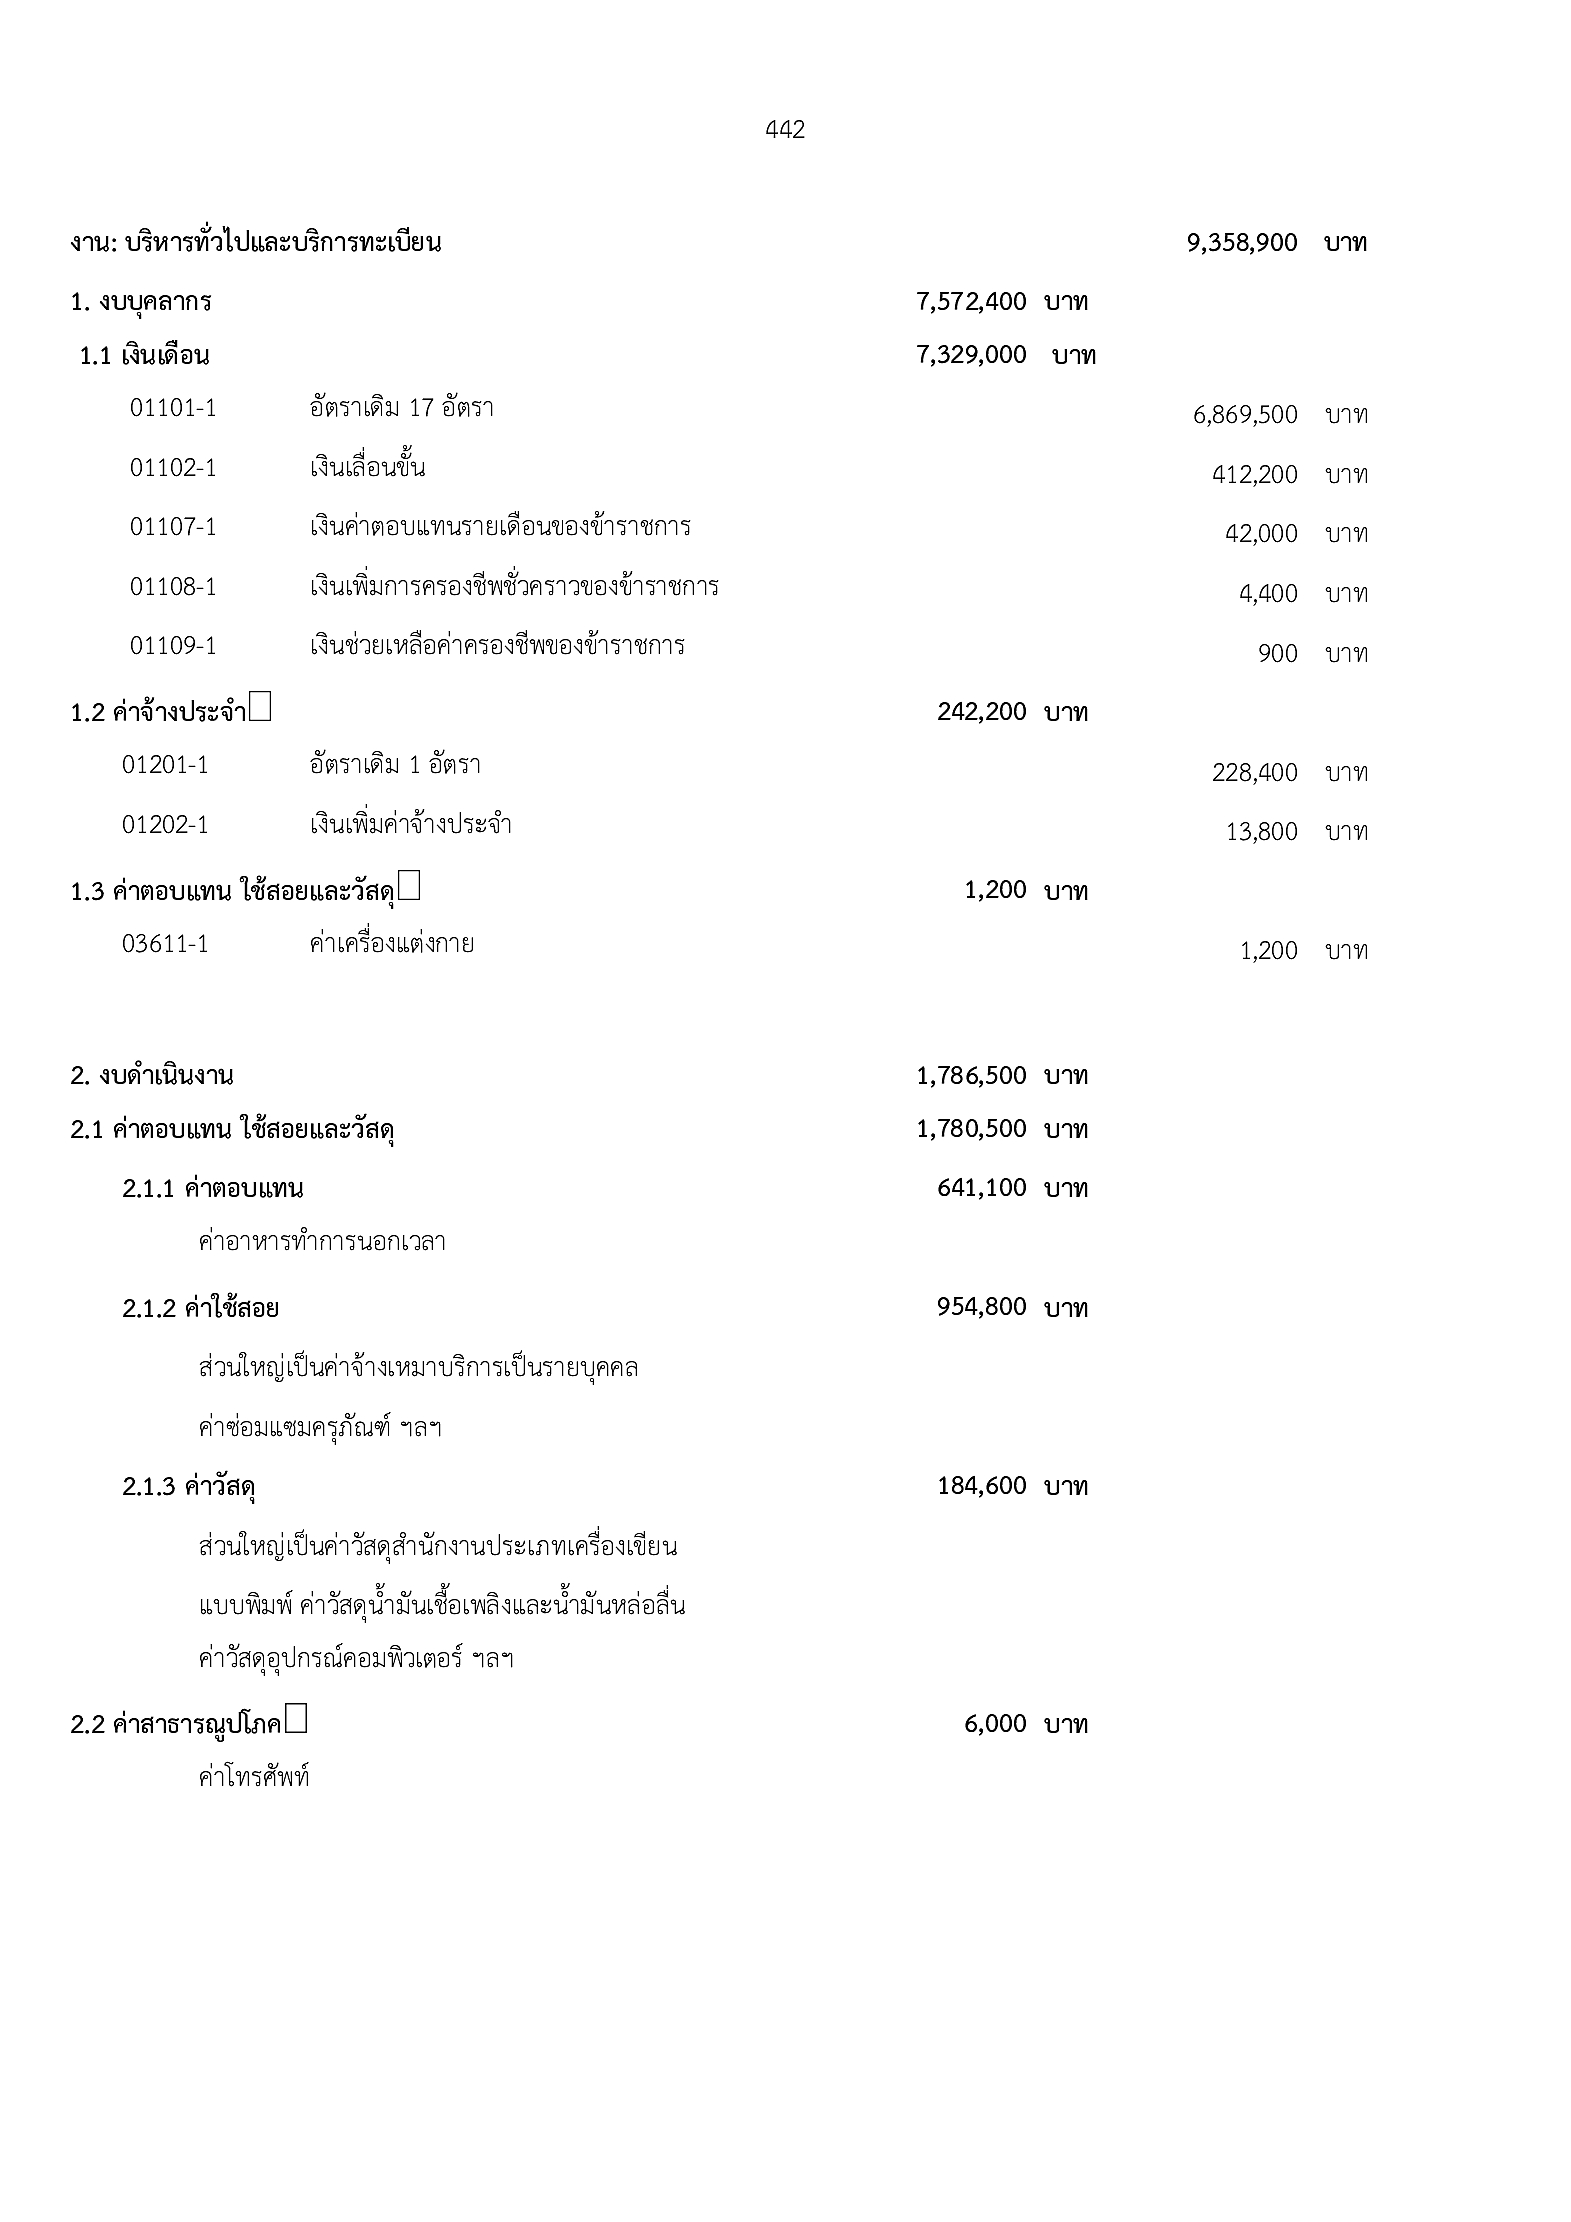 442
งาน: บริหารทั่วไปและบริการทะเบียน 9,358,900 บาท
1. งบบุคลากร 7,572,400 บาท
1.1 เงินเดือน 7,329,000 บาท
01101-1 อัตราเดิม 17 อัตรา 6,869,500 บาท
01102-1 เงินเลื่อนขั้น 412,200 บาท
01107-1 เงินค่าตอบแทนรายเดือนของข้าราชการ 42,000 บาท
01108-1 เงินเพิ่มการครองชีพชั่วคราวของข้าราชการ 4,400 บาท
01109-1 เงินช่วยเหลือค่าครองชีพของข้าราชการ 900 บาท
1.2 ค่าจ้างประจำ 242,200 บาท
01201-1 อัตราเดิม 1 อัตรา 228,400 บาท
01202-1 เงินเพิ่มค่าจ้างประจำ 13,800 บาท
1.3 ค่าตอบแทน ใช้สอยและวัสดุ 1,200 บาท
03611-1 ค่าเครื่องแต่งกาย 1,200 บาท
2. งบดำเนินงาน 1,786,500 บาท
2.1 ค่าตอบแทน ใช้สอยและวัสดุ 1,780,500 บาท
2.1.1 ค่าตอบแทน 641,100 บาท
ค่าอาหารทำการนอกเวลา
2.1.2 ค่าใช้สอย 954,800 บาท
ส่วนใหญ่เป็นค่าจ้างเหมาบริการเป็นรายบุคคล
ค่าซ่อมแซมครุภัณฑ์ ฯลฯ
2.1.3 ค่าวัสดุ 184,600 บาท
ส่วนใหญ่เป็นค่าวัสดุสำนักงานประเภทเครื่องเขียน
แบบพิมพ์ ค่าวัสดุน้ำมันเชื้อเพลิงและน้ำมันหล่อลื่น
ค่าวัสดุอุปกรณ์คอมพิวเตอร์ ฯลฯ
2.2 ค่าสาธารณูปโภค 6,000 บาท
ค่าโทรศัพท์